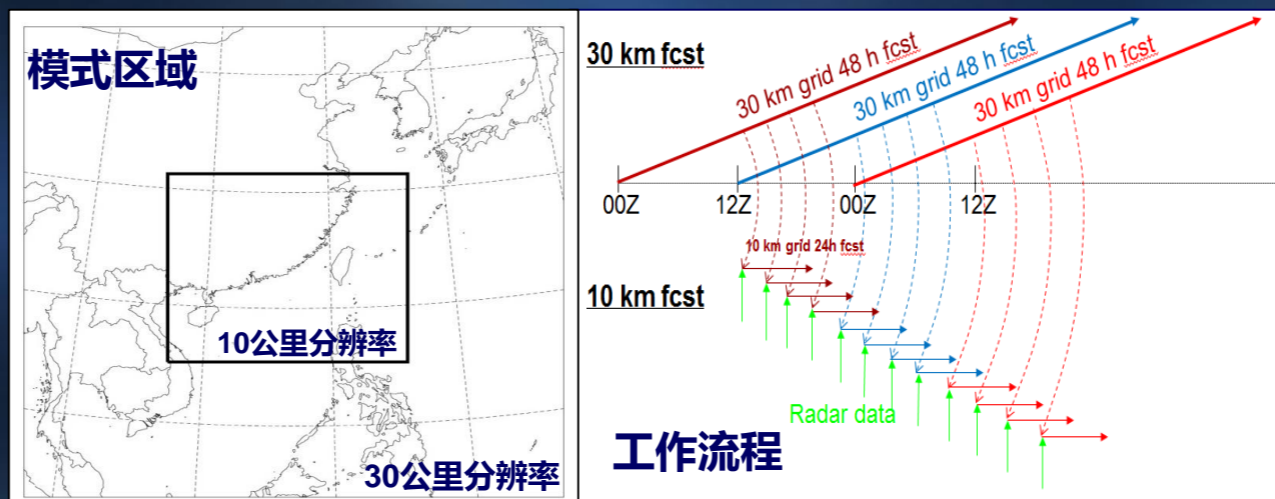 模式区域
10公里分辨率
30公里分辨率
30 km fcst
30 km grid 48 h fcst
30 km grid 48 h fcst
30 km grid 48 h fcst
00Z
12Z
00Z
12Z
10 km grid 24h fcst
10 km fcst
Radar data
工作流程